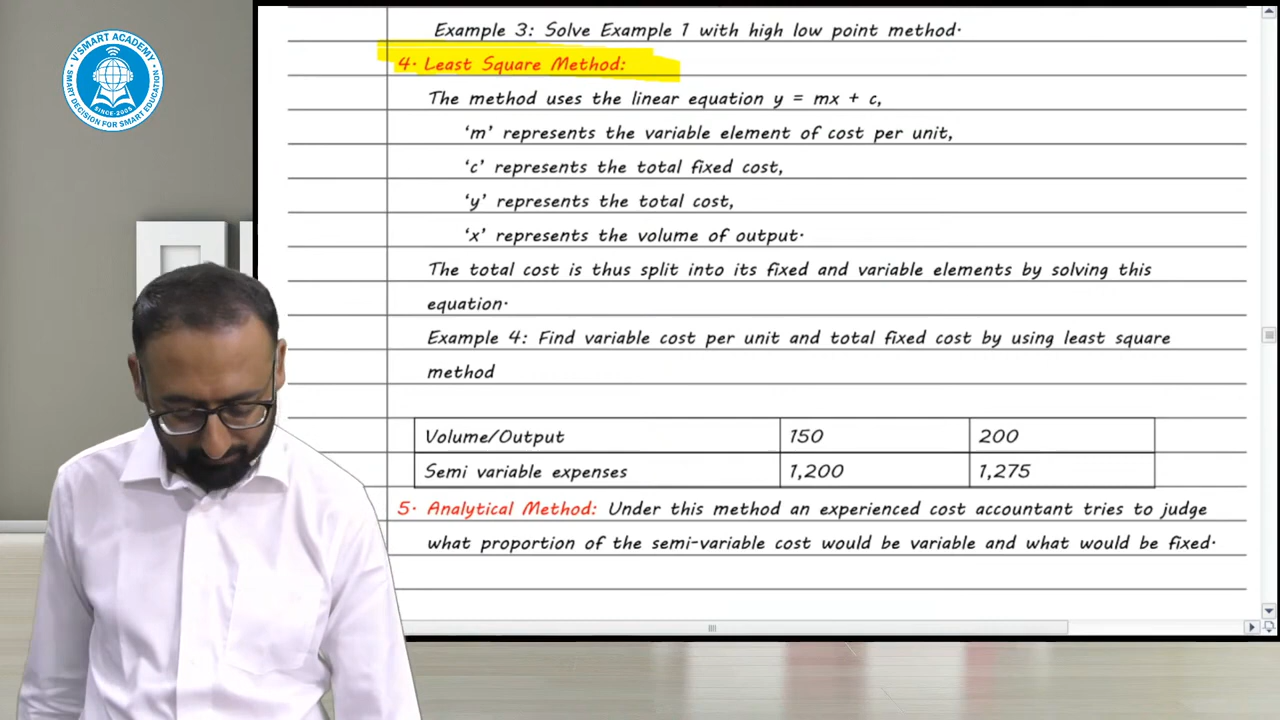 V'SMART ACADEMY
SINCE-2005
SMART DECISION FOR SMART EDUCATION
Example 3: Solve Example 1 with high low point method.
4. Least Square Method:
The method uses the linear equation y = mx + c,
'm' represents the variable element of cost per unit,
'c' represents the total fixed cost,
'y' represents the total cost,
'x' represents the volume of output.
The total cost is thus split into its fixed and variable elements by solving this
equation.
Example 4: Find variable cost per unit and total fixed cost by using least square
method
Volume/Output 150 200
Semi variable expenses 1,200 1,275
5. Analytical Method: Under this method an experienced cost accountant tries to judge
what proportion of the semi-variable cost would be variable and what would be fixed.